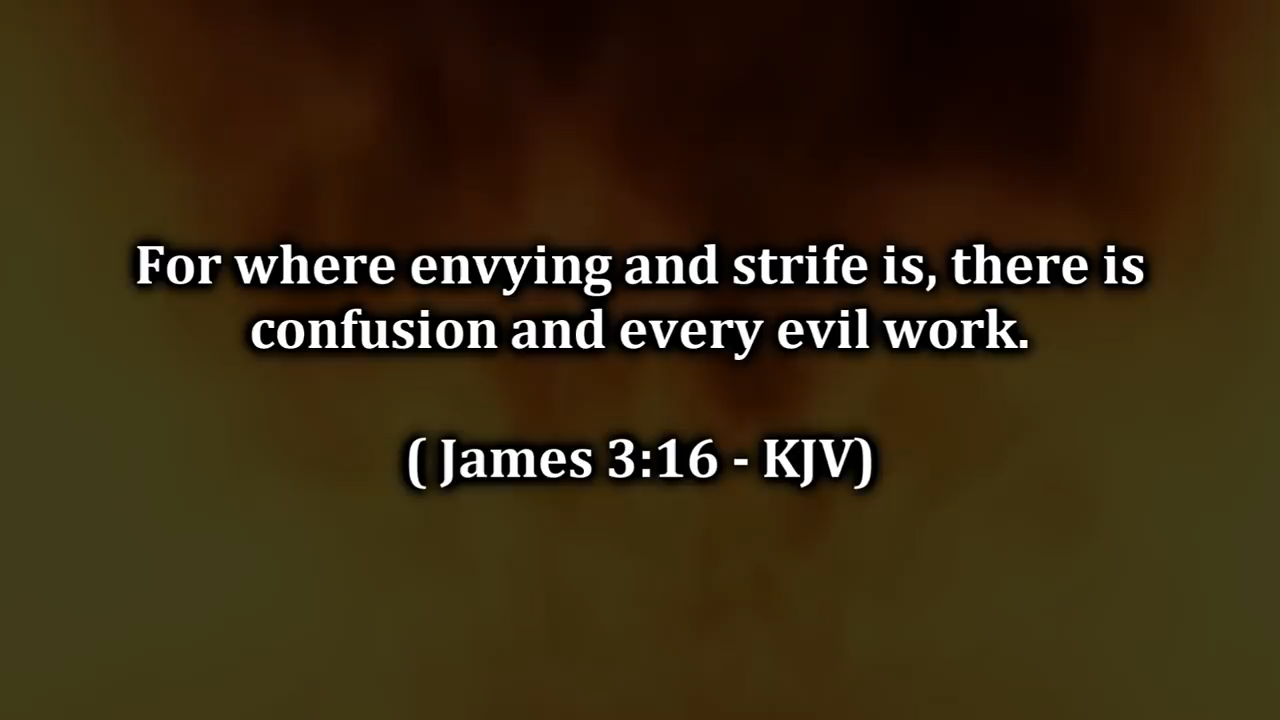 For where envying and strife is, there is
confusion and every evil work.
( James 3:16 - KJV)